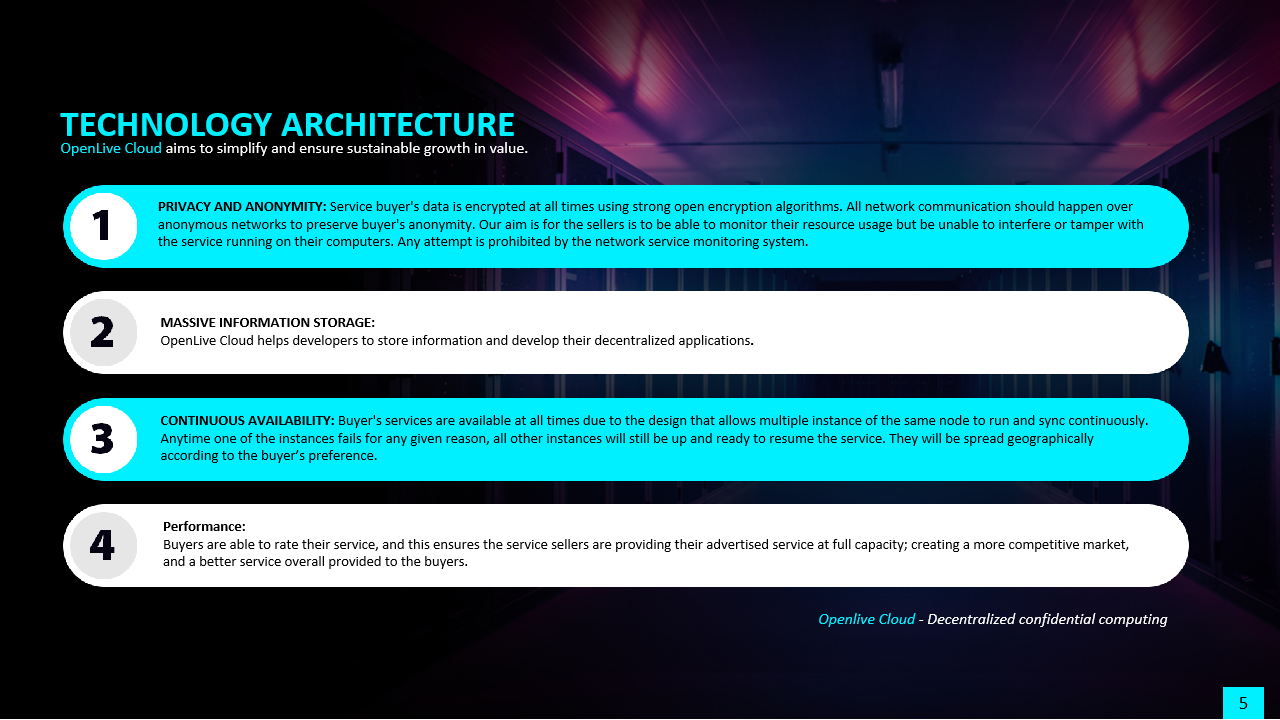 TECHNOLOGY ARCHITECTURE
OpenLive Cloud aims to simplify and ensure sustainable growth in value.
1
PRIVACY AND ANONYMITY: Service buyer's data is encrypted at all times using strong open encryption algorithms. All network communication should happen over
anonymous networks to preserve buyer's anonymity. Our aim is for the sellers is to be able to monitor their resource usage but be unable to interfere or tamper with
the service running on their computers. Any attempt is prohibited by the network service monitoring system.
2
MASSIVE INFORMATION STORAGE:
OpenLive Cloud helps developers to store information and develop their decentralized applications.
3
CONTINUOUS AVAILABILITY: Buyer's services are available at all times due to the design that allows multiple instance of the same node to run and sync continuously.
Anytime one of the instances fails for any given reason, all other instances will still be up and ready to resume the service. They will be spread geographically
according to the buyer’s preference.
4
Performance:
Buyers are able to rate their service, and this ensures the service sellers are providing their advertised service at full capacity; creating a more competitive market,
and a better service overall provided to the buyers.
Openlive Cloud - Decentralized confidential computing
5